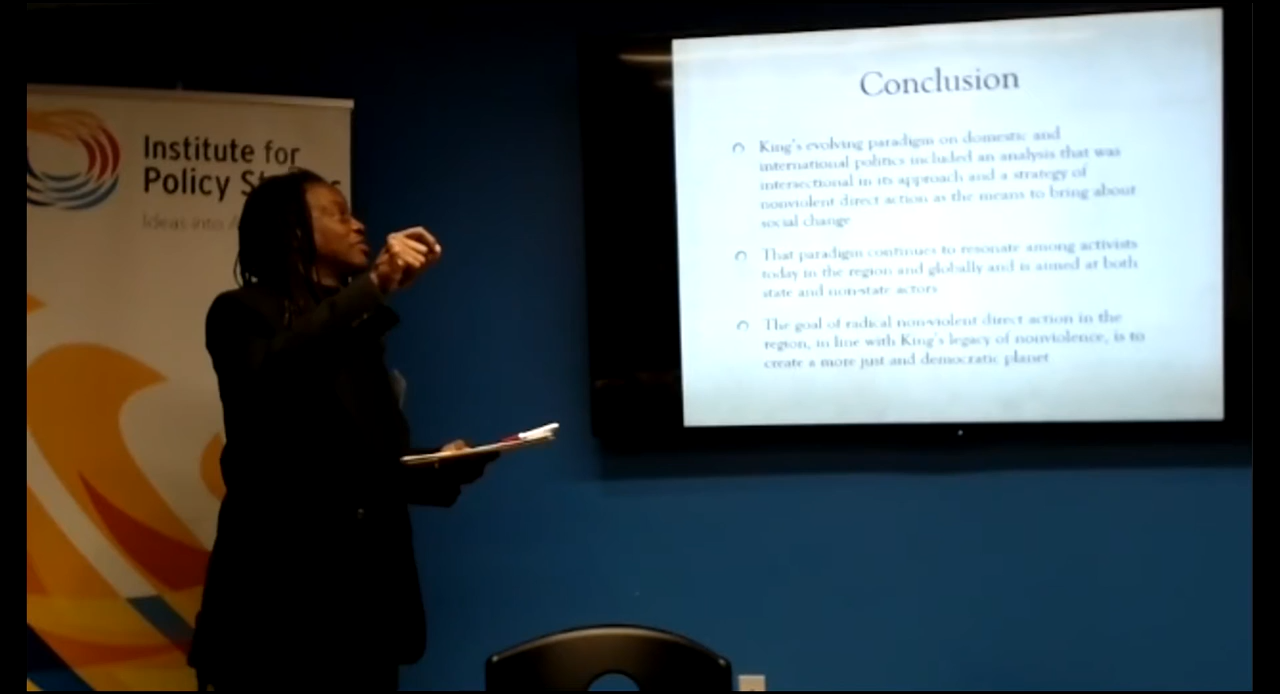 Institute for
Policy
Ideas into
Conclusion
King's evolving paradigm on domestic and
international politics included an analysis that was
intersectional in its approach and a strategy of
nonviolent direct action as the means to bring about
social change
That paradigm continues to resonate among activists
today in the region and globally and is aimed at both
state and non-state actors
The goal of radical non-violent direct action in the
region, in line with King's legacy of nonviolence, is to
create a more just and democratic planet